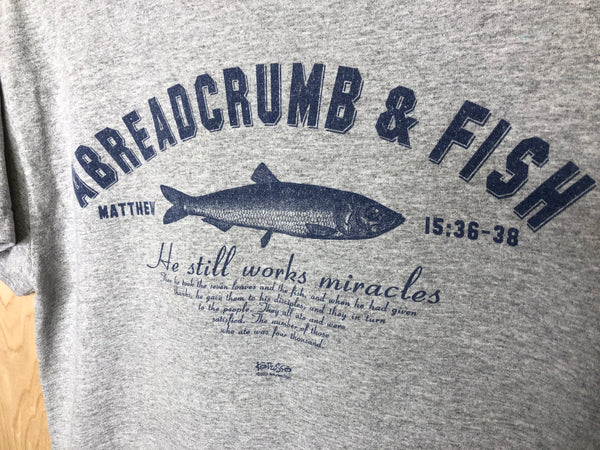 ABREADCRUMB & FISH
MATTHEW 15:36-38
He still works miracles
Then he took the seven loaves and the fish, and when he had given
thanks, he gave them to his disciples, and they in turn
to the people. They all ate and were
satisfied. The number of those
who ate was four thousand.